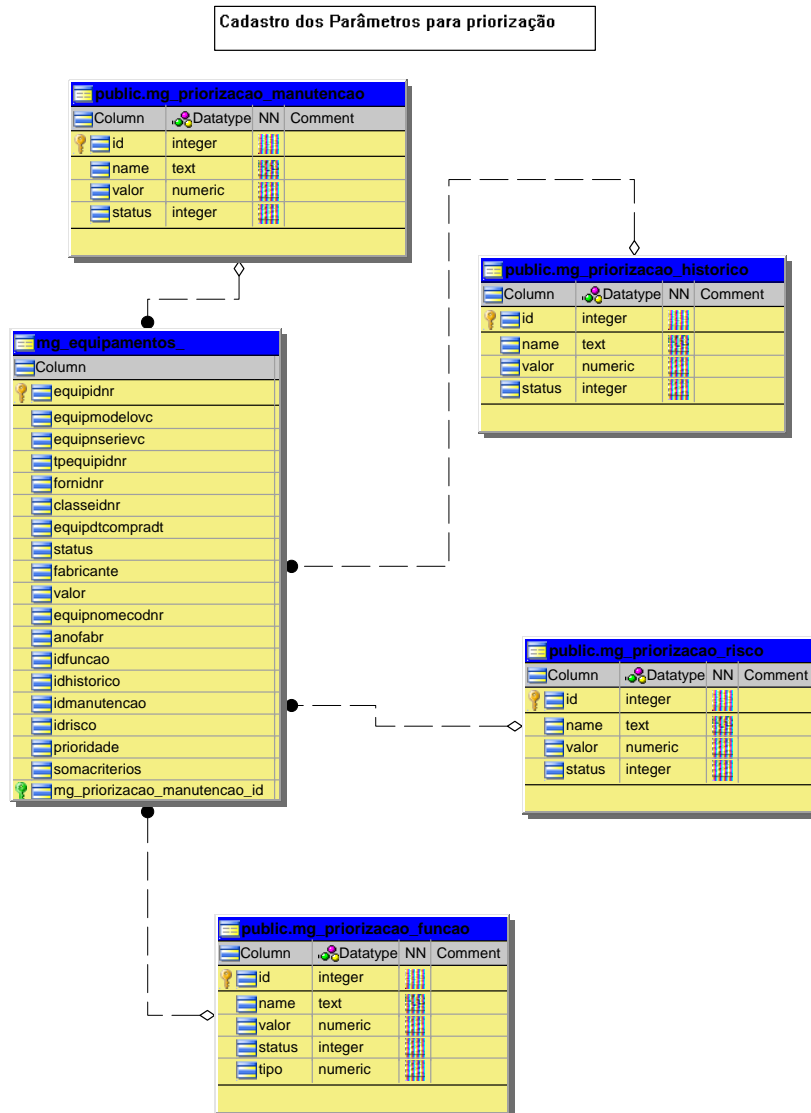 Cadastro dos Parâmetros para priorização
public.mg_priorizacao_manutencao
Column Datatype NN Comment
id integer
name text
valor numeric
status integer
public.mg_priorizacao_historico
Column Datatype NN Comment
id integer
name text
valor numeric
status integer
mg_equipamentos
Column
equipidnr
equipmodelovc
equipnserievc
tpequipidnr
fornidnr
classeidnr
equipdtcompradt
status
fabricante
valor
equipnomecodnr
anofabr
idfuncao
idhistorico
idmanutencao
idrisco
prioridade
somacriterios
mg_priorizacao_manutencao_id
public.mg_priorizacao_risco
Column Datatype NN Comment
id integer
name text
valor numeric
status integer
public.mg_priorizacao_funcao
Column Datatype NN Comment
id integer
name text
valor numeric
status integer
tipo numeric